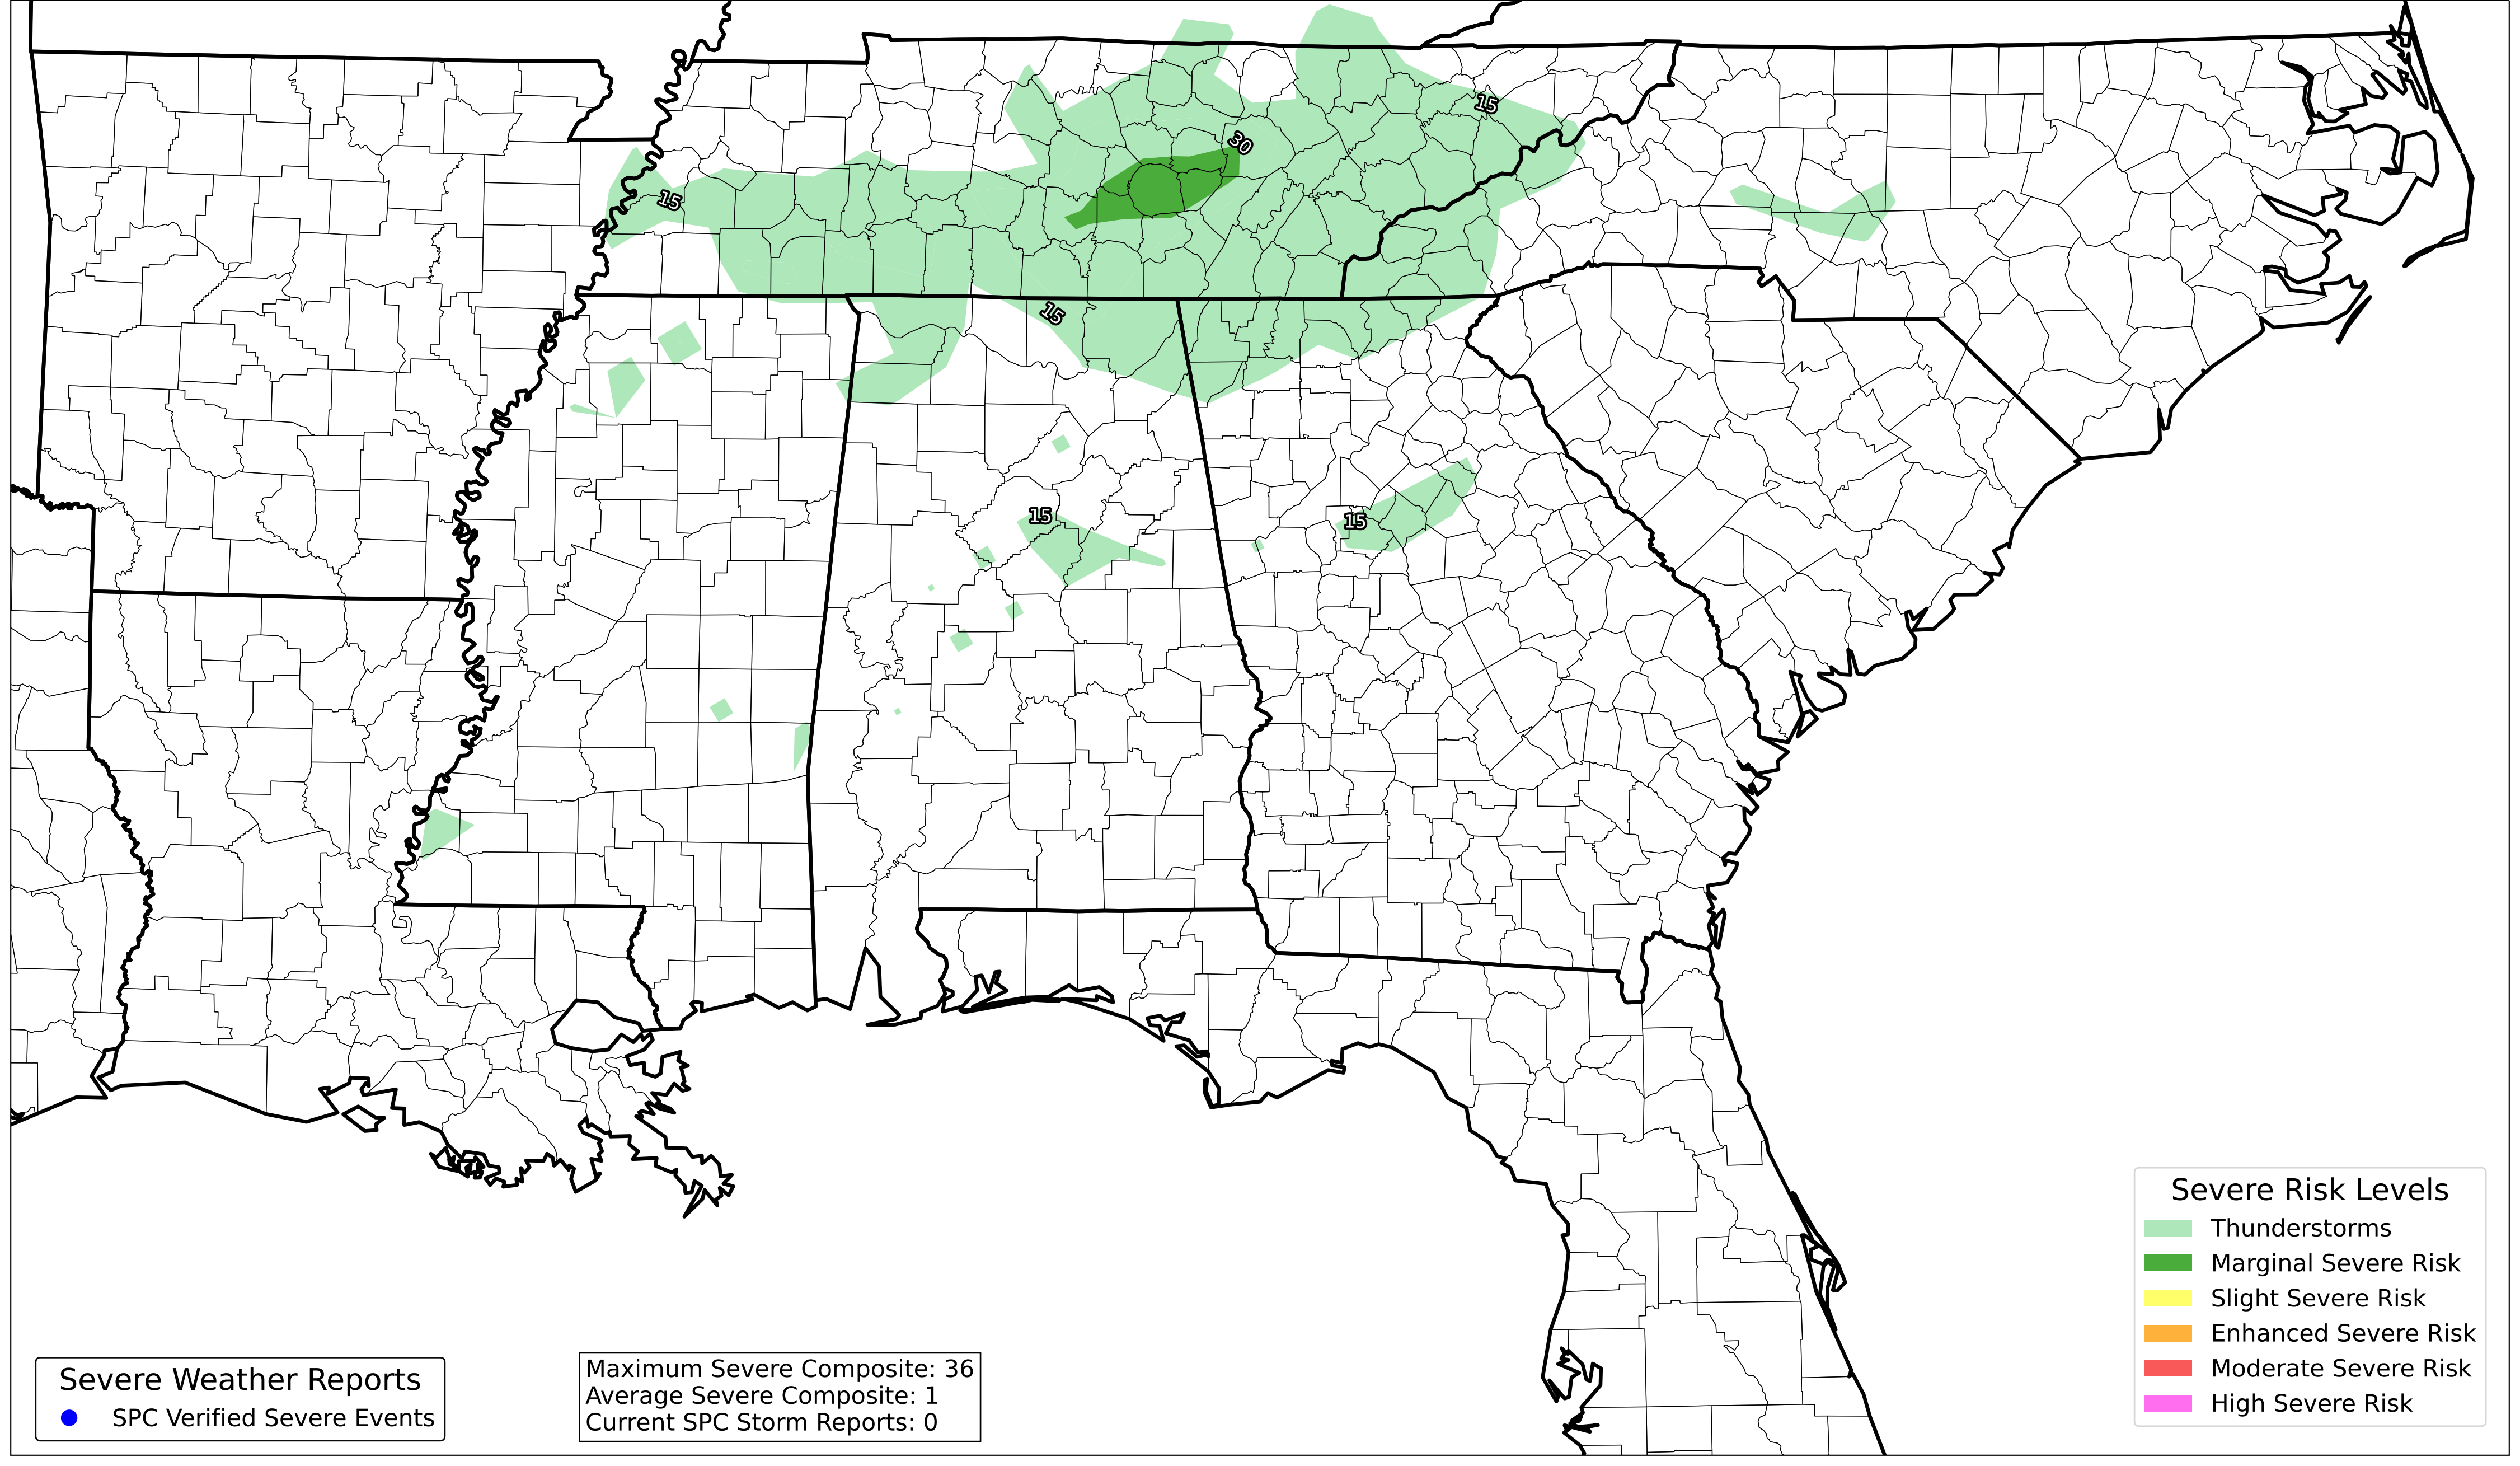 15
30
15
15
15
15
Severe Risk Levels
Thunderstorms
Marginal Severe Risk
Slight Severe Risk
Enhanced Severe Risk
Moderate Severe Risk
High Severe Risk
Severe Weather Reports
SPC Verified Severe Events
Maximum Severe Composite: 36
Average Severe Composite: 1
Current SPC Storm Reports: 0